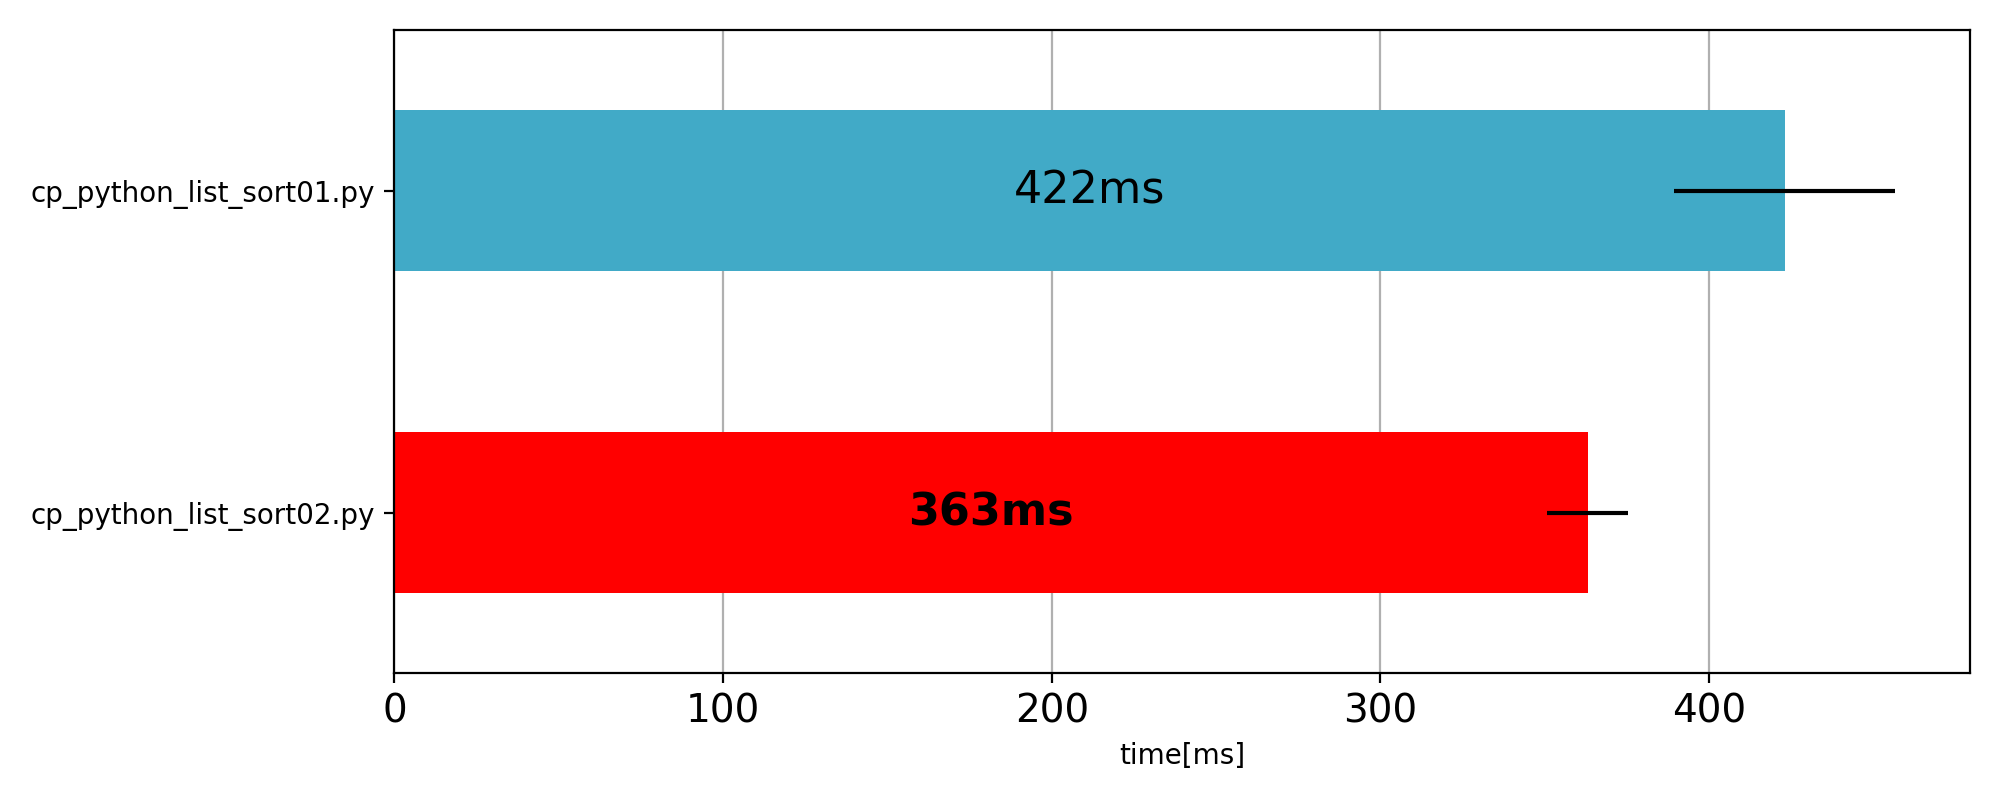 cp_python_list_sort01.py
422ms
cp_python_list_sort02.py
363ms
0 100 200 300 400
time[ms]